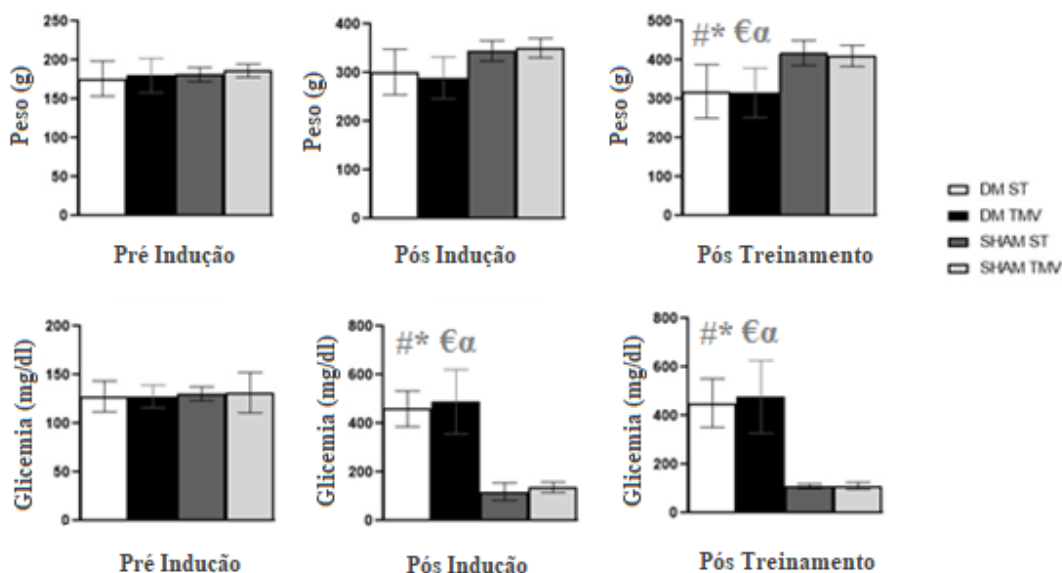 Peso (g)
250
200
150
100
50
0
Pré Indução
Peso (g)
400
300
200
100
0
Pós Indução
Peso (g)
500
400
300
200
100
0
#* €α
Pós Treinamento
DM ST
DM TMV
SHAM ST
SHAM TMV
Glicemia (mg/dl)
200
150
100
50
0
Pré Indução
Glicemia (mg/dl)
800
600
400
200
0
#* €α
Pós Indução
Glicemia (mg/dl)
800
600
400
200
0
#* €α
Pós Treinamento